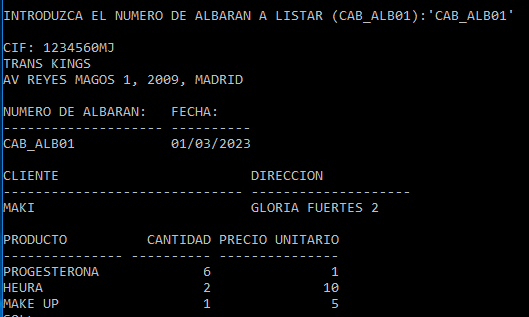 INTRODUZCA EL NUMERO DE ALBARAN A LISTAR (CAB_ALB01):'CAB_ALB01'
CIF: 1234560MJ
TRANS KINGS
AV REYES MAGOS 1, 2009, MADRID
NUMERO DE ALBARAN:   FECHA:
-------------------- ----------
CAB_ALB01            01/03/2023
CLIENTE                        DIRECCION
------------------------------ --------------------
MAKI                           GLORIA FUERTES 2
PRODUCTO          CANTIDAD PRECIO UNITARIO
--------------- ---------- ---------------
PROGESTERONA             6               1
HEURA                    2              10
MAKE UP                  1               5